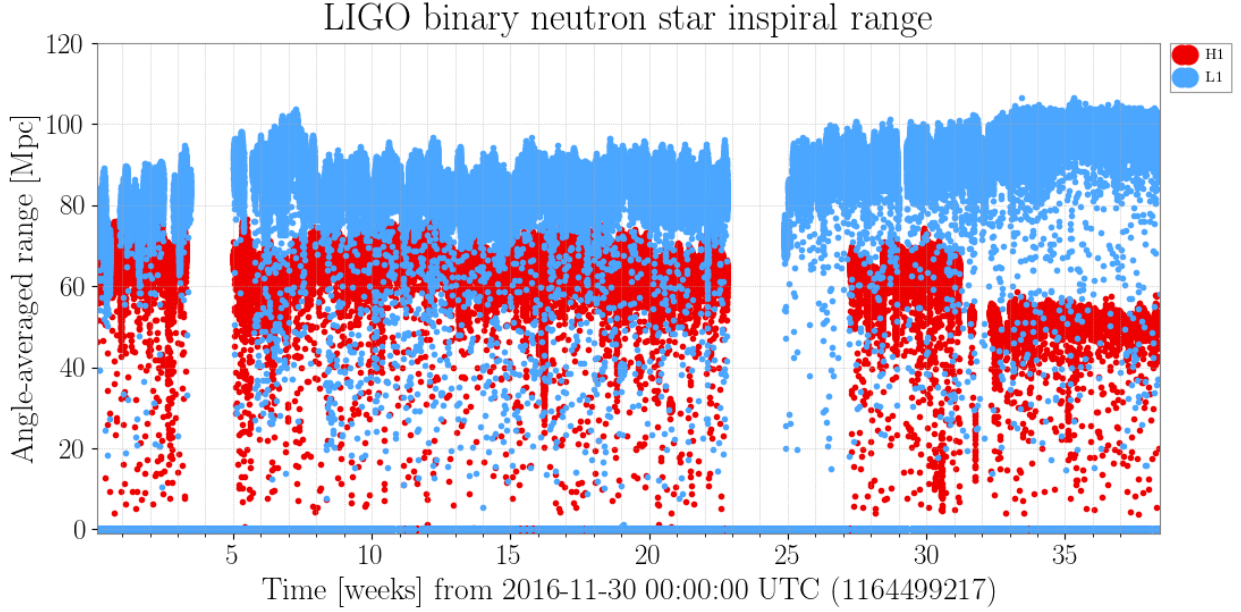 LIGO binary neutron star inspiral range
120
100
80
60
40
20
0
Angle-averaged range [Mpc]
H1
L1
5 10 15 20 25 30 35
Time [weeks] from 2016-11-30 00:00:00 UTC (1164499217)